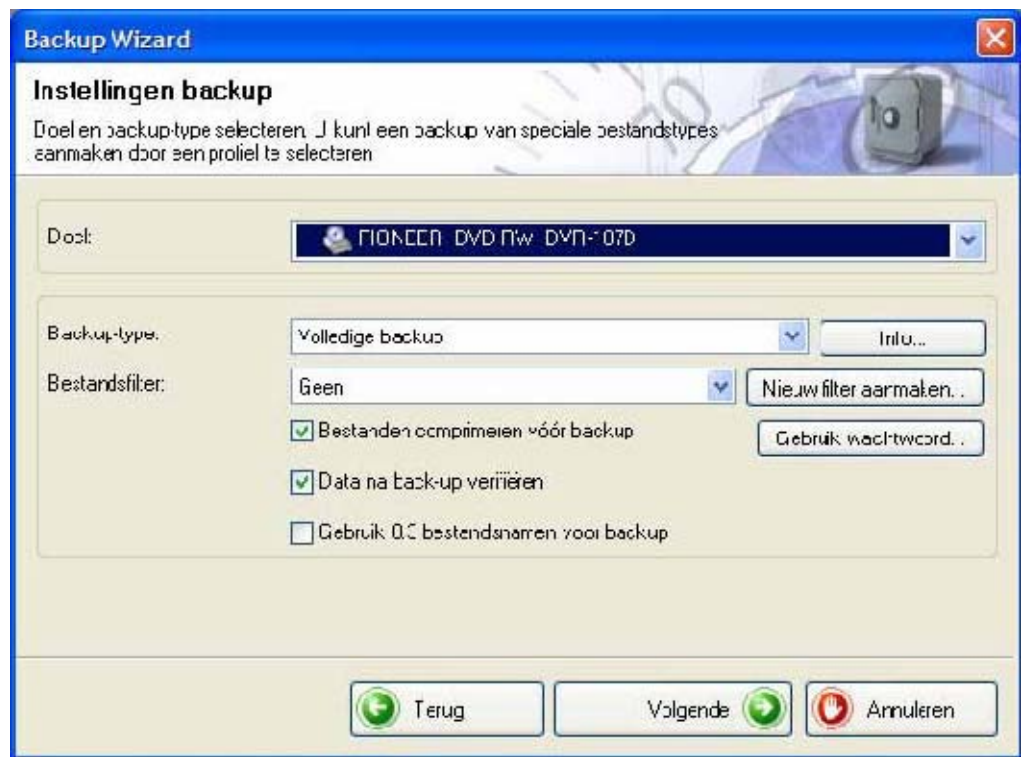 Backup Wizard
Instellingen backup
Doel en backup-type selecteren. U kunt een backup van speciale bestandstypes
aanmaken door een profiel te selecteren
Doel:
PIONEER DVD RW DVR-107D
Backup-type:
Volledige backup
Info...
Bestandsfilter:
Geen
Nieuw filter aanmaken...
Bestanden comprimeren vóór backup
Gebruik wachtwoord...
Data na back-up verifiëren
Gebruik 8.3 bestandsnamen voor backup
Terug
Volgende
Annuleren